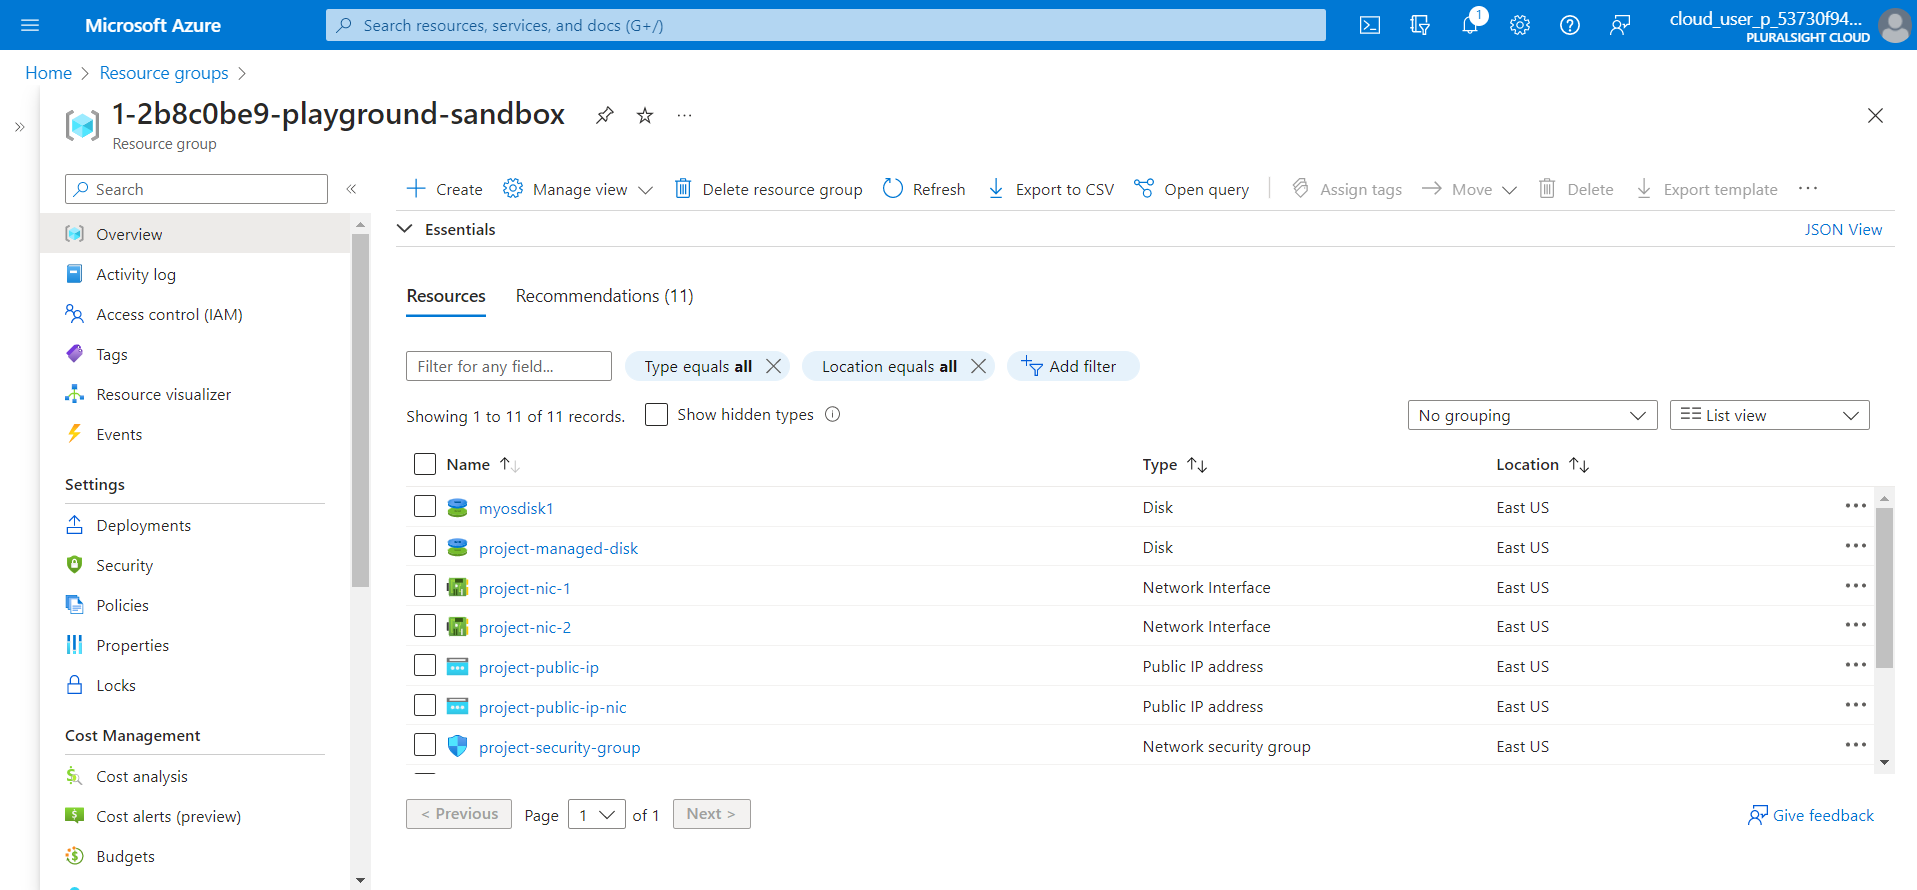 Microsoft Azure
Search resources, services, and docs (G+/)
1
cloud_user_p_53730f94...
PLURALSIGHT CLOUD
Home > Resource groups >
1-2b8c0be9-playground-sandbox
Resource group
Search
Create
Manage view
Delete resource group
Refresh
Export to CSV
Open query
Assign tags
Move
Delete
Export template
Overview
Activity log
Access control (IAM)
Tags
Resource visualizer
Events
Settings
Deployments
Security
Policies
Properties
Locks
Cost Management
Cost analysis
Cost alerts (preview)
Budgets
Essentials
JSON View
Resources
Recommendations (11)
Filter for any field...
Type equals all
Location equals all
Add filter
Showing 1 to 11 of 11 records.
Show hidden types
No grouping
List view
Name Type Location
myosdisk1 Disk East US
project-managed-disk Disk East US
project-nic-1 Network Interface East US
project-nic-2 Network Interface East US
project-public-ip Public IP address East US
project-public-ip-nic Public IP address East US
project-security-group Network security group East US
< Previous Page 1 of 1 Next >
Give feedback